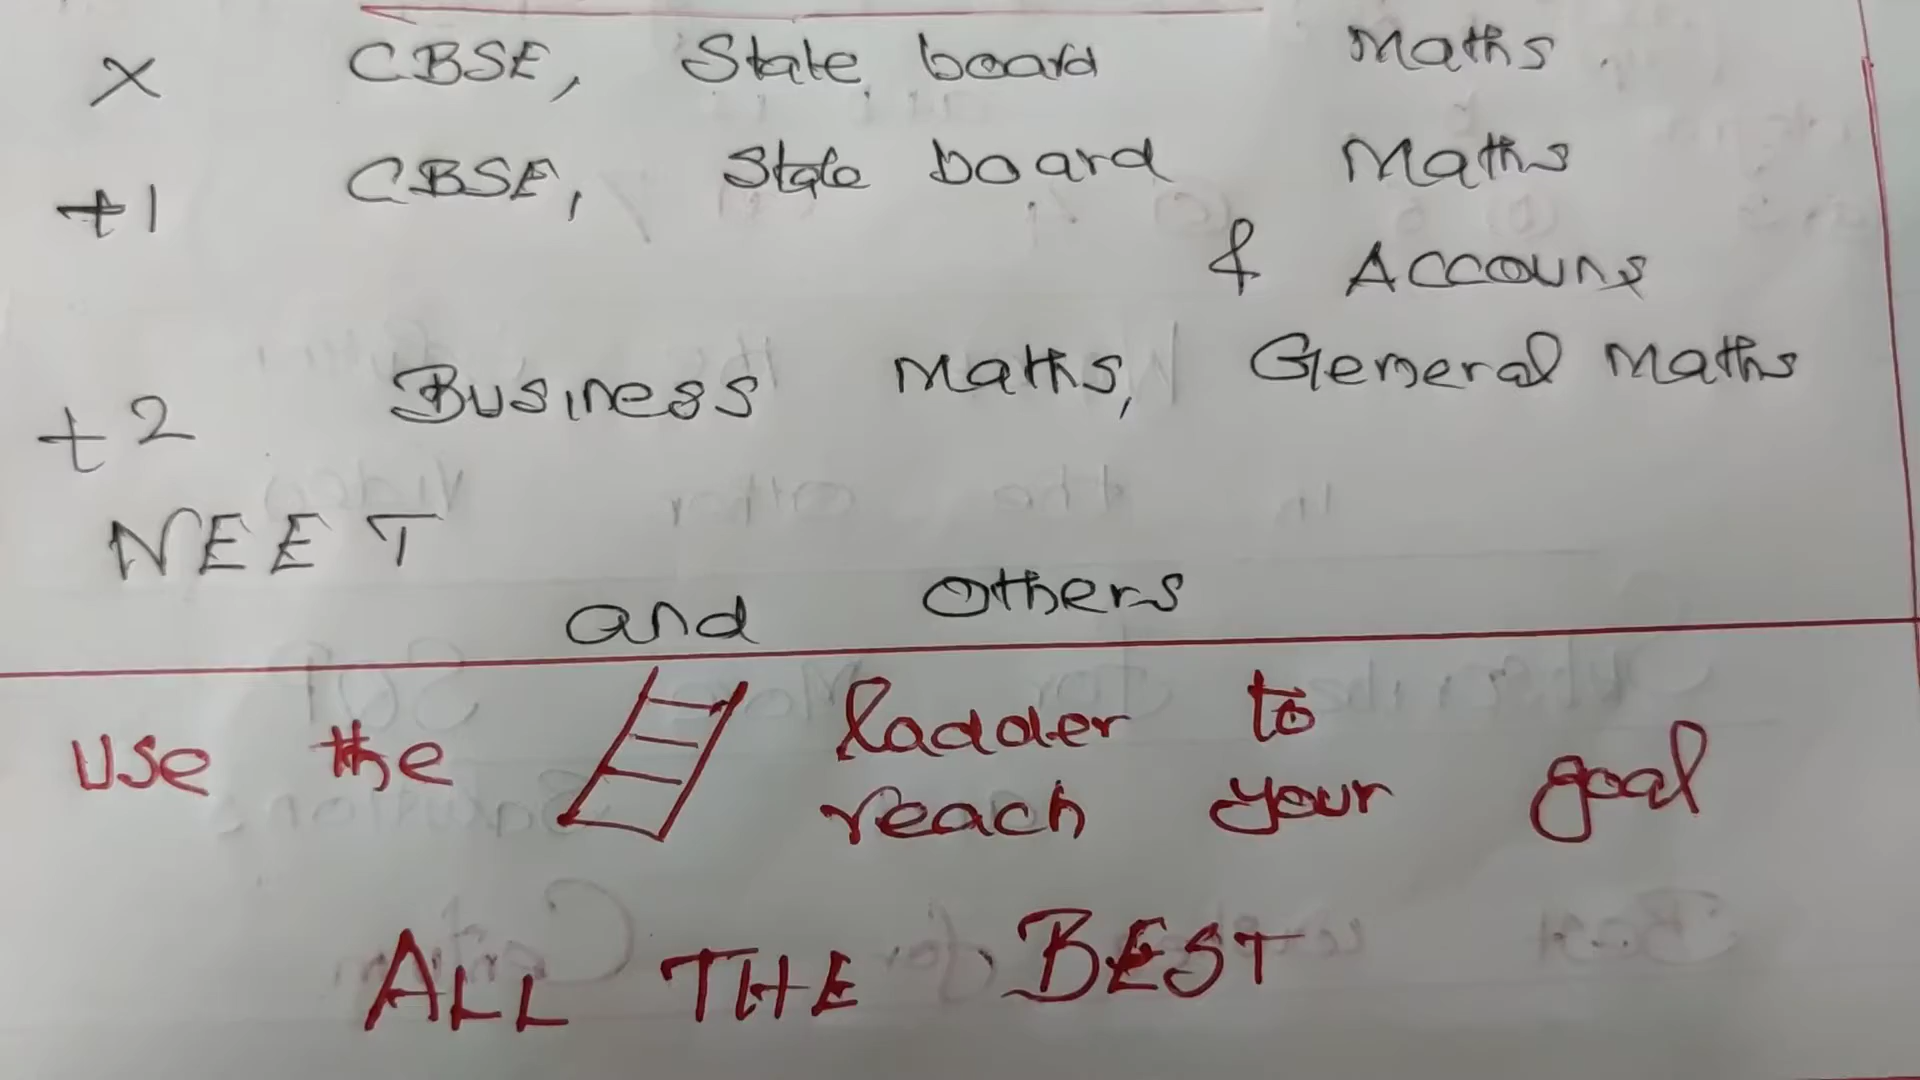 X CBSE, State board Maths
+1 CBSE, State board Maths
& Accouns
+2 Business Maths, General Maths
NEET
and others
use the ladder to
reach your goal
ALL THE BEST